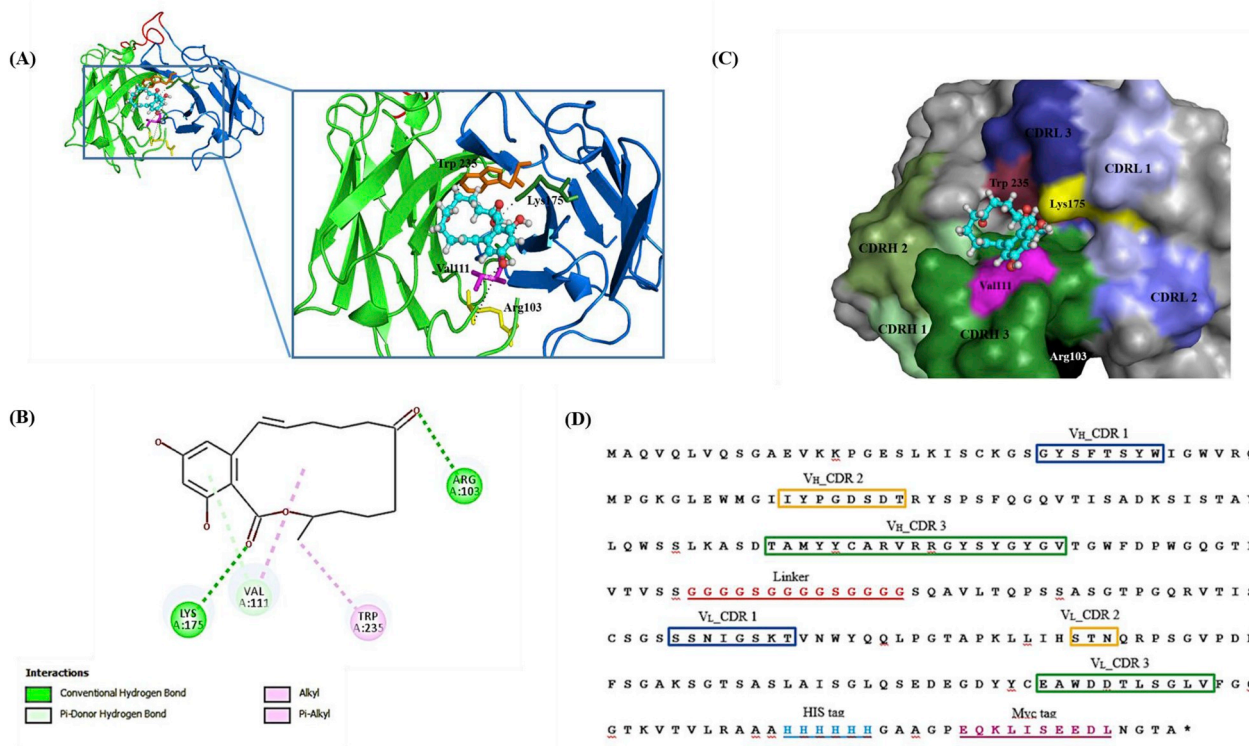 (A)
Trp 235
Lys175
Val111
Arg103
(C)
CDRL 3
CDRL 1
Trp 235
Lys175
CDRH 2
Val111
CDRL 2
CDRH 1
CDRH 3
Arg103
(B)
O
O
O
O
O
ARG
A:103
VAL
A:111
LYS
A:175
TRP
A:235
Interactions
Conventional Hydrogen Bond
Pi-Donor Hydrogen Bond
Alkyl
Pi-Alkyl
(D)
VH_CDR 1
M A Q V Q L V Q S G A E V K K P G E S L K I S C K G S G Y S F T S Y W I G W V R
VH_CDR 2
M P G K G L E W M G I I Y P G D S D T R Y S P S F Q G Q V T I S A D K S I S T A
VH_CDR 3
L Q W S S L K A S D T A M Y Y C A R V R R G Y S Y G Y G V T G W F D P W G Q G T
Linker
V T V S S G G G G S G G G G S G G G G S Q A V L T Q P S S A S G T P G Q R V T I
VL_CDR 1
VL_CDR 2
C S G S S S N I G S K T V N W Y Q Q L P G T A P K L L I H S T N Q R P S G V P D
VL_CDR 3
F S G A K S G T S A S L A I S G L Q S E D E G D Y Y C E A W D D T L S G L V F G
HIS tag
Myc tag
G T K V T V L R A A A H H H H H H G A A G P E Q K L I S E E D L N G T A *